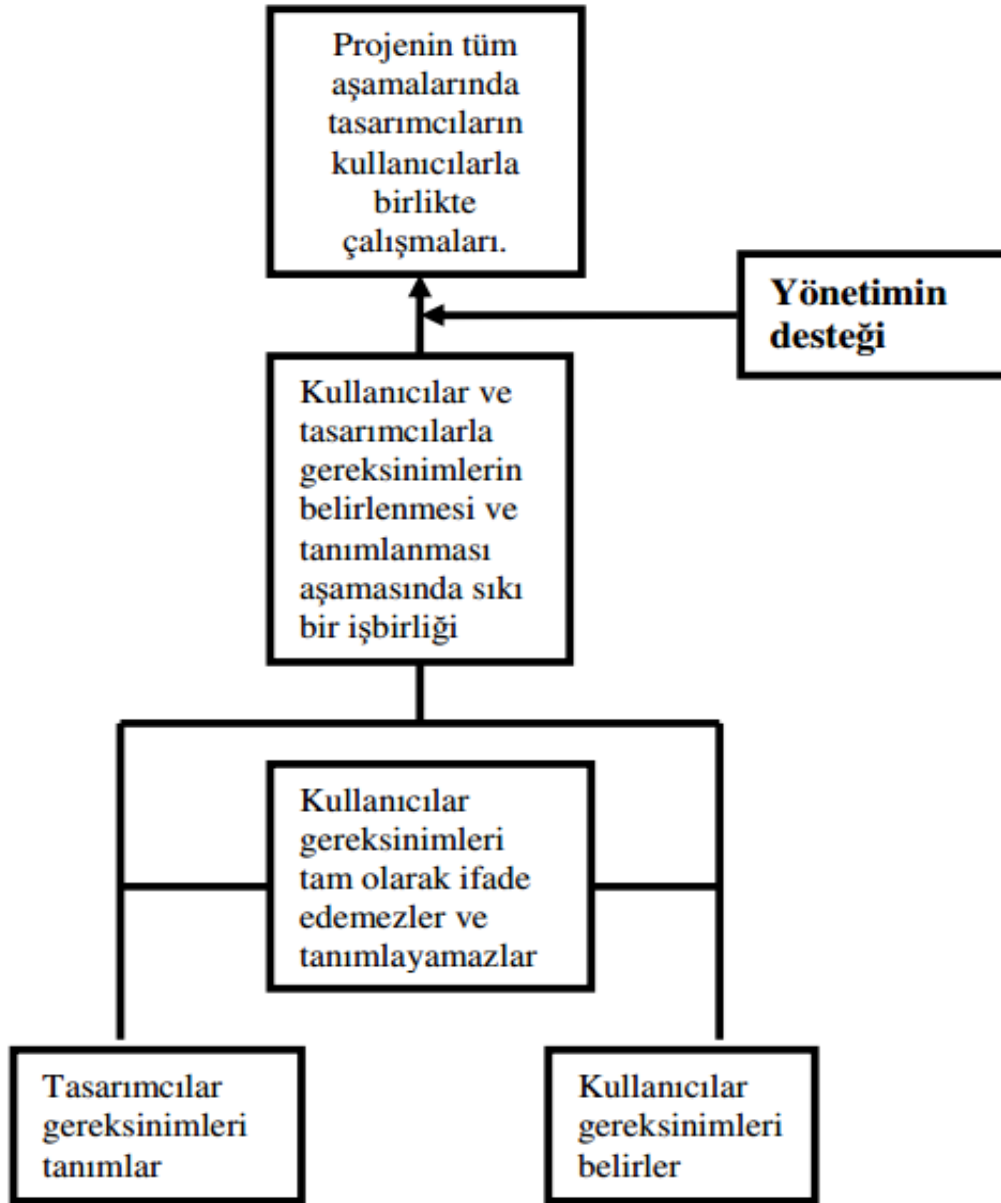 Projenin tüm
aşamalarında
tasarımcıların
kullanıcılarla
birlikte
çalışmaları.
Yönetimin
desteği
Kullanıcılar ve
tasarımcılarla
gereksinimlerin
belirlenmesi ve
tanımlanması
aşamasında sıkı
bir işbirliği
Kullanıcılar
gereksinimleri
tam olarak ifade
edemezler ve
tanımlayamazlar
Tasarımcılar
gereksinimleri
tanımlar
Kullanıcılar
gereksinimleri
belirler